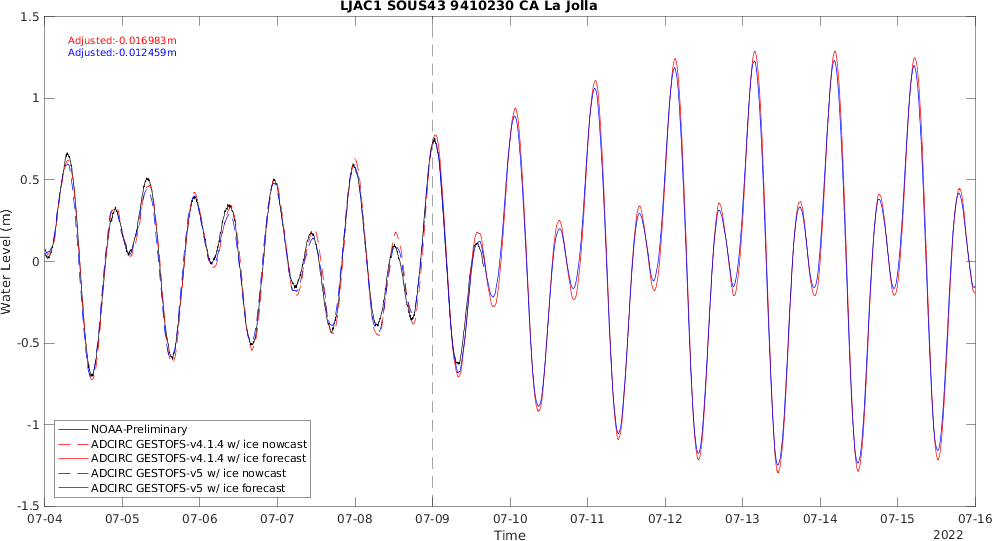 LJAC1 SOUS43 9410230 CA La Jolla
1.5
Adjusted:-0.016983m
Adjusted:-0.012459m
1
0.5
0
-0.5
-1
-1.5
Water Level (m)
NOAA-Preliminary
ADCIRC GESTOFS-v4.1.4 w/ ice nowcast
ADCIRC GESTOFS-v4.1.4 w/ ice forecast
ADCIRC GESTOFS-v5 w/ ice nowcast
ADCIRC GESTOFS-v5 w/ ice forecast
07-04 07-05 07-06 07-07 07-08 07-09 07-10 07-11 07-12 07-13 07-14 07-15 07-16
Time
2022